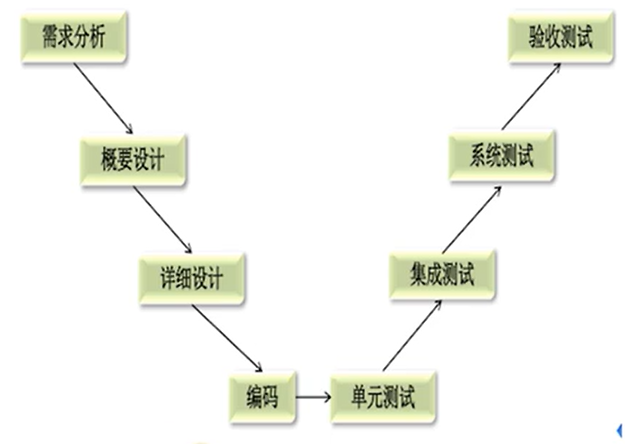 需求分析
验收测试
概要设计
系统测试
详细设计
集成测试
编码
单元测试